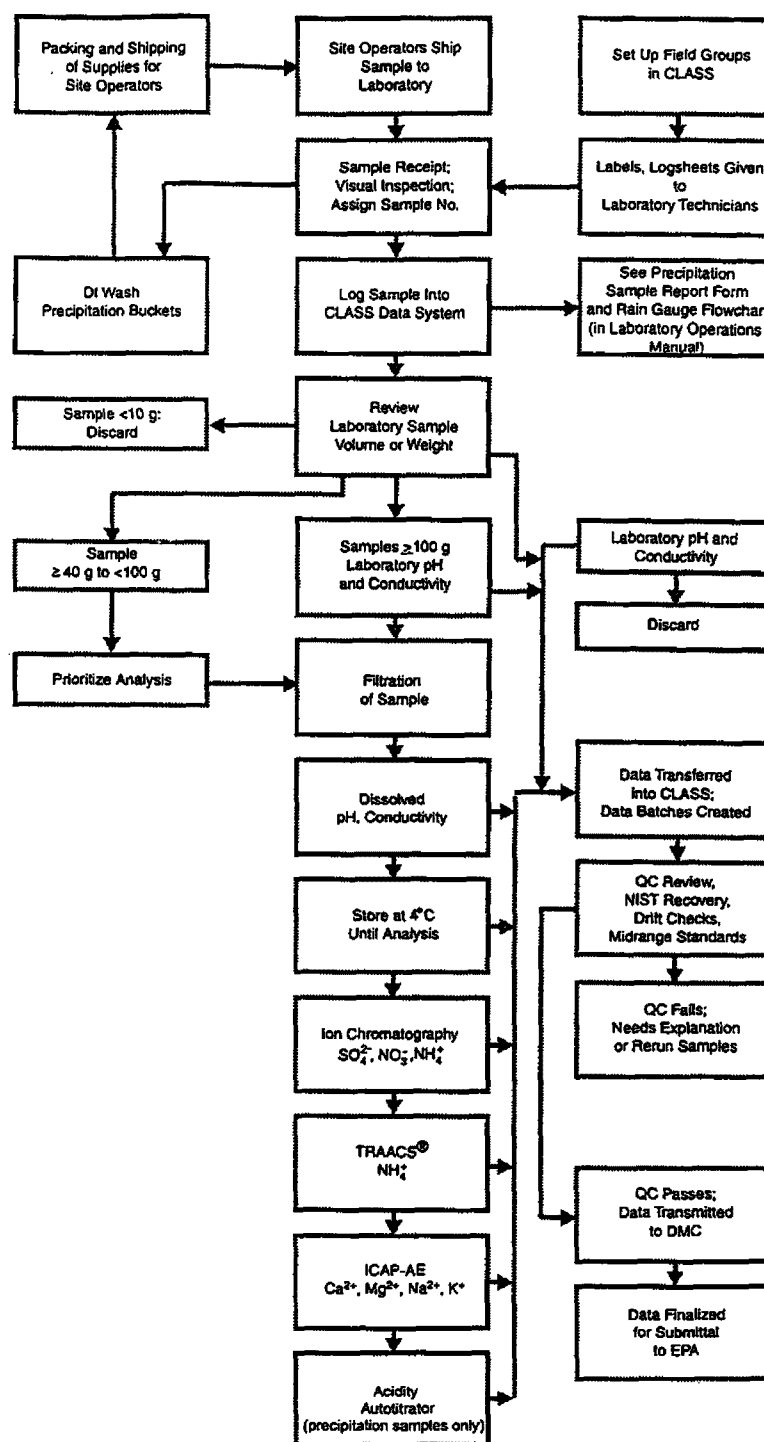 Packing and Shipping
of Supplies for
Site Operators
Site Operators Ship
Sample to
Laboratory
Set Up Field Groups
in CLASS
Sample Receipt;
Visual Inspection;
Assign Sample No.
Labels, Logsheets Given
to
Laboratory Technicians
DI Wash
Precipitation Buckets
Log Sample Into
CLASS Data System
See Precipitation
Sample Report Form
and Rain Gauge Flowchar
(in Laboratory Operations
Manual)
Sample <10 g:
Discard
Review
Laboratory Sample
Volume or Weight
Sample
≥ 40 g to <100 g
Samples ≥100 g
Laboratory pH
and Conductivity
Laboratory pH and
Conductivity
Discard
Prioritize Analysis
Filtration
of Sample
Dissolved
pH, Conductivity
Data Transferred
into CLASS;
Data Batches Created
Store at 4°C
Until Analysis
QC Review,
NIST Recovery,
Drift Checks,
Midrange Standards
Ion Chromatography
SO₄²⁻, NO₃⁻, NH₄⁺
QC Fails;
Needs Explanation
or Rerun Samples
TRAACS®
NH₄⁺
QC Passes;
Data Transmitted
to DMC
ICAP-AE
Ca²⁺, Mg²⁺, Na²⁺, K⁺
Data Finalized
for Submittal
to EPA
Acidity
Autotitrator
(precipitation samples only)